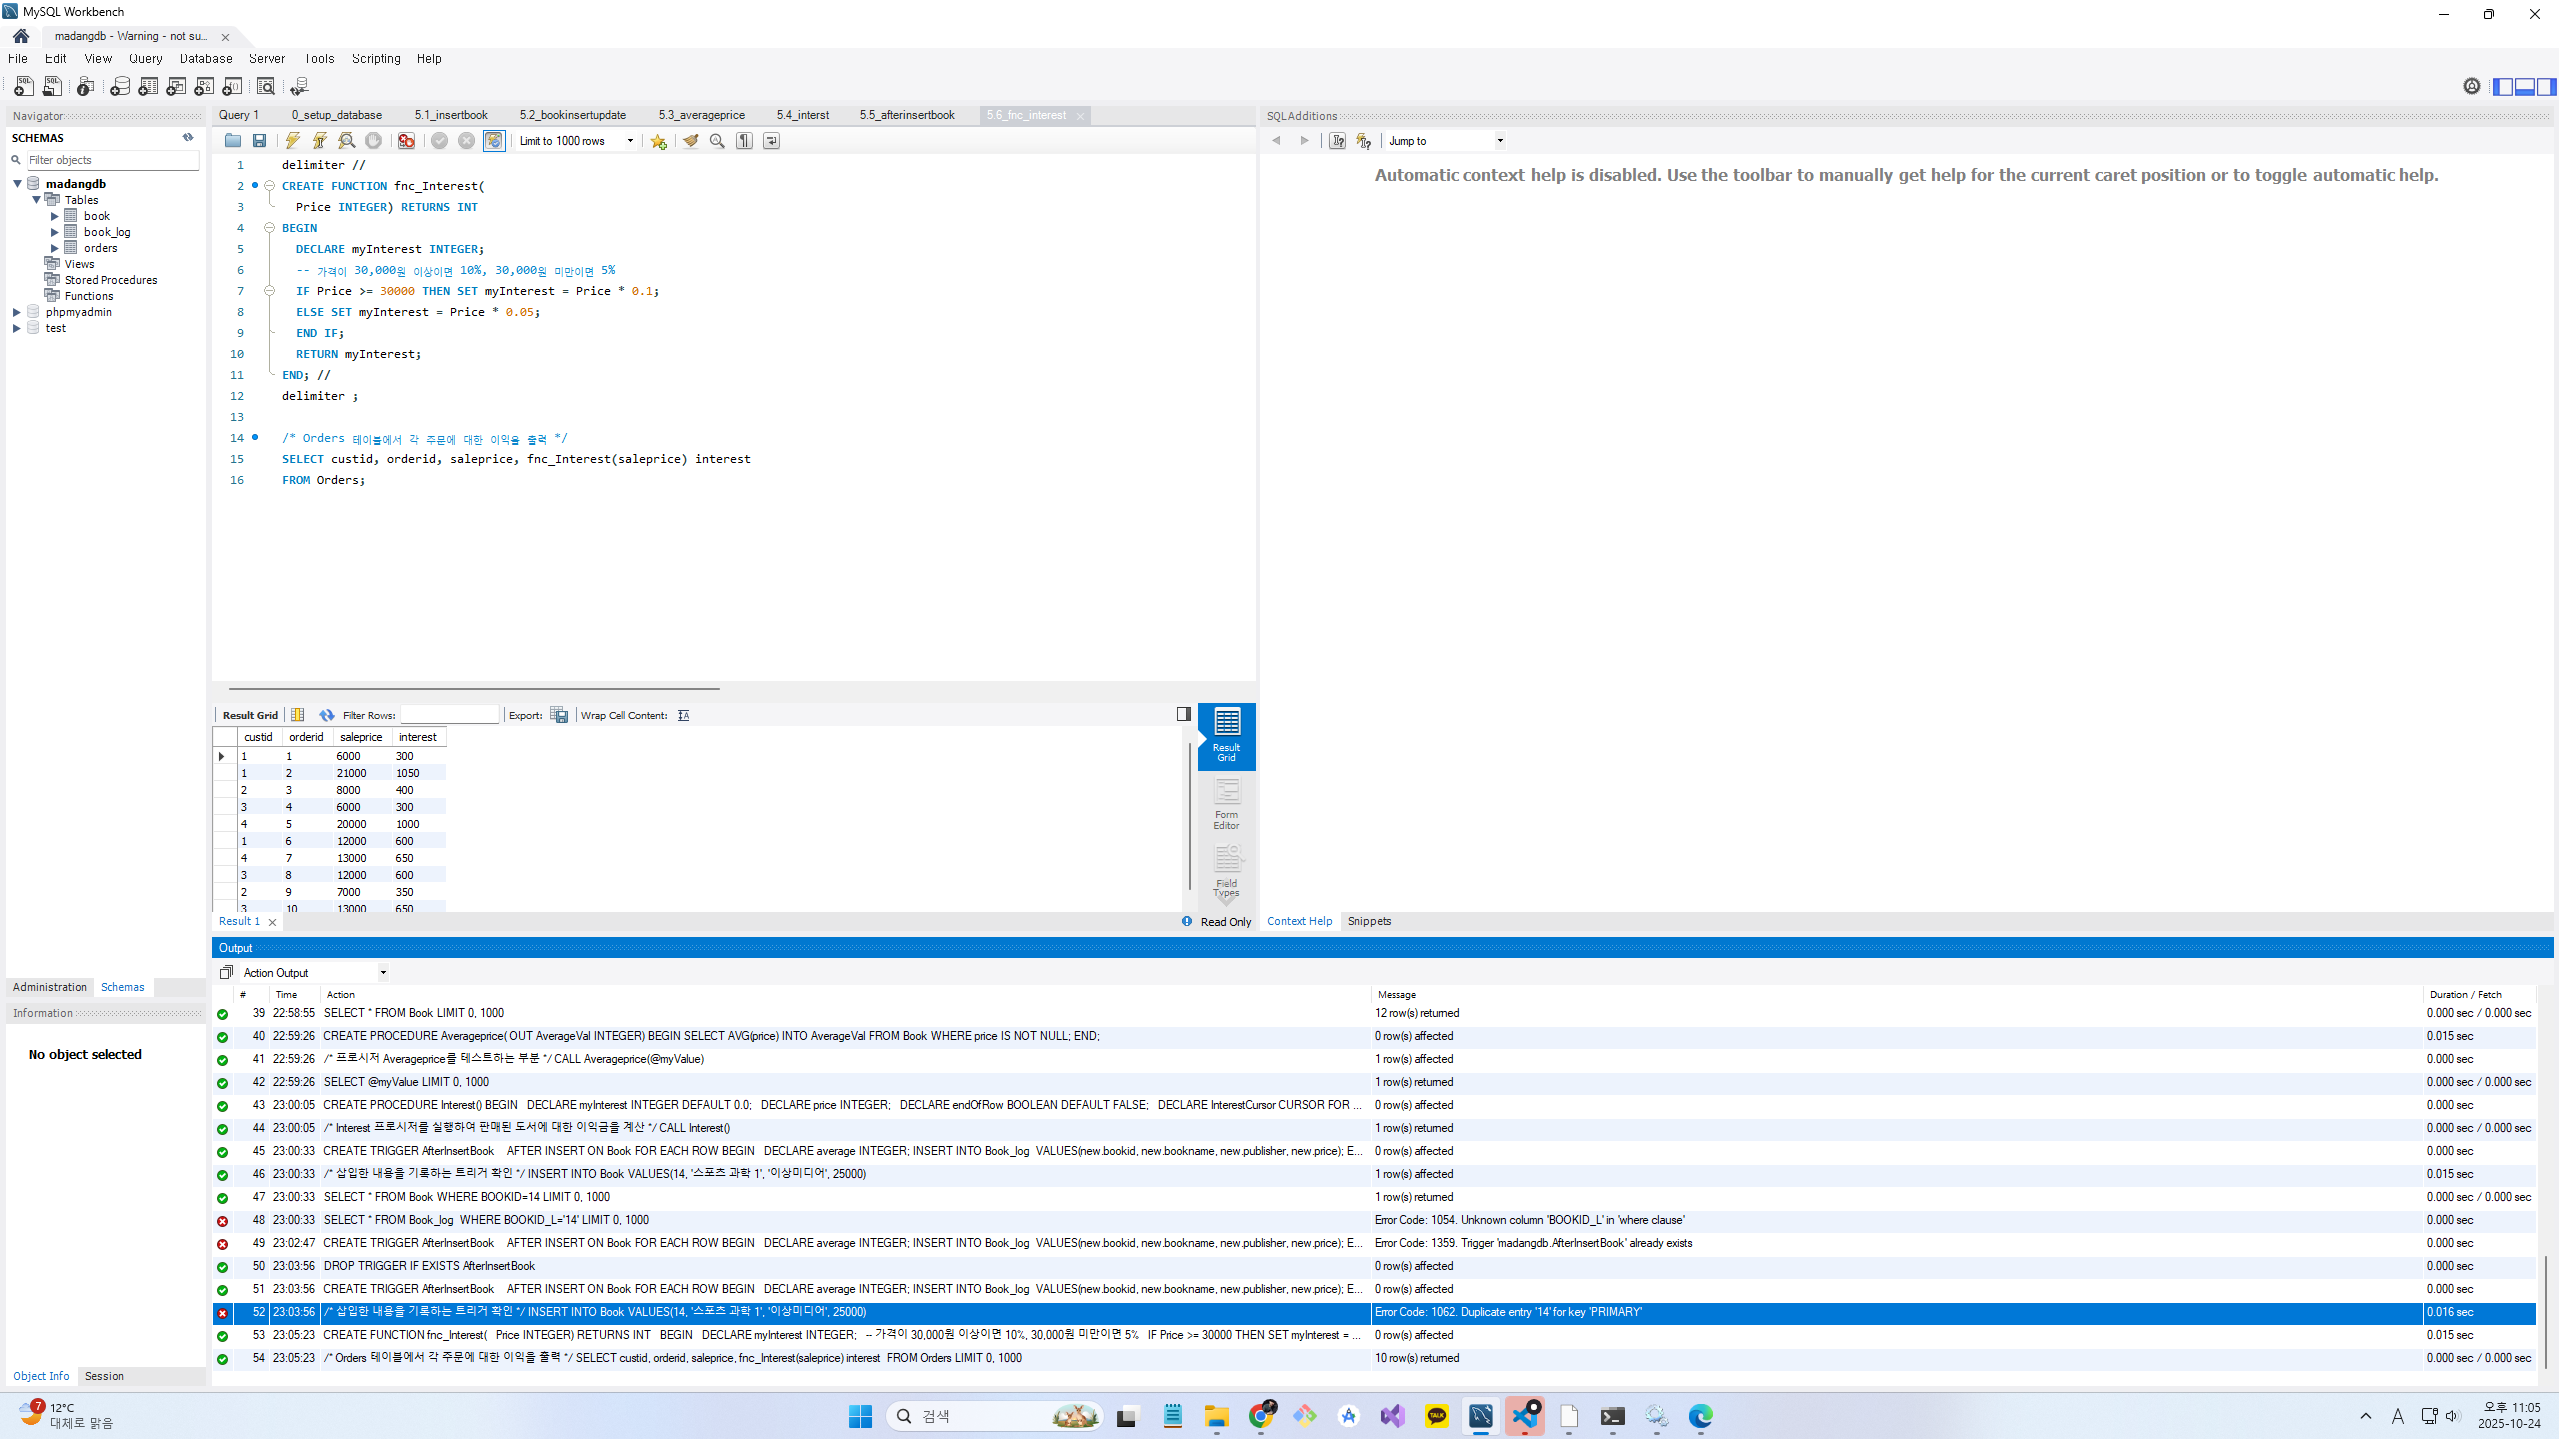 MySQL Workbench
madangdb - Warning - not su...
File Edit View Query Database Server Tools Scripting Help
Navigator
SCHEMAS
Filter objects
madangdb
Tables
book
book_log
orders
Views
Stored Procedures
Functions
phpmyadmin
test
Administration Schemas
Information
No object selected
Object Info Session
Query 1 0_setup_database 5.1_insertbook 5.2_bookinsertupdate 5.3_averageprice 5.4_interst 5.5_afterinsertbook 5.6_fnc_interest
Limit to 1000 rows
1 delimiter //
2 CREATE FUNCTION fnc_Interest(
3 Price INTEGER) RETURNS INT
4 BEGIN
5 DECLARE myInterest INTEGER;
6 -- 가격이 30,000원 이상이면 10%, 30,000원 미만이면 5%
7 IF Price >= 30000 THEN SET myInterest = Price * 0.1;
8 ELSE SET myInterest = Price * 0.05;
9 END IF;
10 RETURN myInterest;
11 END; //
12 delimiter ;
13
14 /* Orders 테이블에서 각 주문에 대한 이익을 출력 */
15 SELECT custid, orderid, saleprice, fnc_Interest(saleprice) interest
16 FROM Orders;
Result Grid Filter Rows: Export: Wrap Cell Content:
custid orderid saleprice interest
1 1 6000 300
1 2 21000 1050
2 3 8000 400
3 4 6000 300
4 5 20000 1000
1 6 12000 600
4 7 13000 650
3 8 12000 600
2 9 7000 350
3 10 13000 650
Result Grid
Form Editor
Field Types
Result 1
Read Only
SQLAdditions
Jump to
Automatic context help is disabled. Use the toolbar to manually get help for the current caret position or to toggle automatic help.
Context Help Snippets
Output
Action Output
# Time Action Message Duration / Fetch
39 22:58:55 SELECT * FROM Book LIMIT 0, 1000 12 row(s) returned 0.000 sec / 0.000 sec
40 22:59:26 CREATE PROCEDURE Averageprice( OUT AverageVal INTEGER) BEGIN SELECT AVG(price) INTO AverageVal FROM Book WHERE price IS NOT NULL; END; 0 row(s) affected 0.015 sec
41 22:59:26 /* 프로시저 Averageprice를 테스트하는 부분 */ CALL Averageprice(@myValue) 1 row(s) affected 0.000 sec
42 22:59:26 SELECT @myValue LIMIT 0, 1000 1 row(s) returned 0.000 sec / 0.000 sec
43 23:00:05 CREATE PROCEDURE Interest() BEGIN DECLARE myInterest INTEGER DEFAULT 0.0; DECLARE price INTEGER; DECLARE endOfRow BOOLEAN DEFAULT FALSE; DECLARE InterestCursor CURSOR FOR ... 0 row(s) affected 0.000 sec
44 23:00:05 /* Interest 프로시저를 실행하여 판매된 도서에 대한 이익금을 계산 */ CALL Interest() 1 row(s) returned 0.000 sec / 0.000 sec
45 23:00:33 CREATE TRIGGER AfterInsertBook AFTER INSERT ON Book FOR EACH ROW BEGIN DECLARE average INTEGER; INSERT INTO Book_log VALUES(new.bookid, new.bookname, new.publisher, new.price); E... 0 row(s) affected 0.000 sec
46 23:00:33 /* 삽입한 내용을 기록하는 트리거 확인 */ INSERT INTO Book VALUES(14, '스포츠 과학 1', '이상미디어', 25000) 1 row(s) affected 0.015 sec
47 23:00:33 SELECT * FROM Book WHERE BOOKID=14 LIMIT 0, 1000 1 row(s) returned 0.000 sec / 0.000 sec
48 23:00:33 SELECT * FROM Book_log WHERE BOOKID_L='14' LIMIT 0, 1000 Error Code: 1054. Unknown column 'BOOKID_L' in 'where clause' 0.000 sec
49 23:02:47 CREATE TRIGGER AfterInsertBook AFTER INSERT ON Book FOR EACH ROW BEGIN DECLARE average INTEGER; INSERT INTO Book_log VALUES(new.bookid, new.bookname, new.publisher, new.price); E... Error Code: 1359. Trigger 'madangdb.AfterInsertBook' already exists 0.000 sec
50 23:03:56 DROP TRIGGER IF EXISTS AfterInsertBook 0 row(s) affected 0.000 sec
51 23:03:56 CREATE TRIGGER AfterInsertBook AFTER INSERT ON Book FOR EACH ROW BEGIN DECLARE average INTEGER; INSERT INTO Book_log VALUES(new.bookid, new.bookname, new.publisher, new.price); E... 0 row(s) affected 0.000 sec
52 23:03:56 /* 삽입한 내용을 기록하는 트리거 확인 */ INSERT INTO Book VALUES(14, '스포츠 과학 1', '이상미디어', 25000) Error Code: 1062. Duplicate entry '14' for key 'PRIMARY' 0.016 sec
53 23:05:23 CREATE FUNCTION fnc_Interest( Price INTEGER) RETURNS INT BEGIN DECLARE myInterest INTEGER; -- 가격이 30,000원 이상이면 10%, 30,000원 미만이면 5% IF Price >= 30000 THEN SET myInterest = ... 0 row(s) affected 0.015 sec
54 23:05:23 /* Orders 테이블에서 각 주문에 대한 이익을 출력 */ SELECT custid, orderid, saleprice, fnc_Interest(saleprice) interest FROM Orders LIMIT 0, 1000 10 row(s) returned 0.000 sec / 0.000 sec
7
12°C
대체로 맑음
검색
TALK
A
오후 11:05
2025-10-24